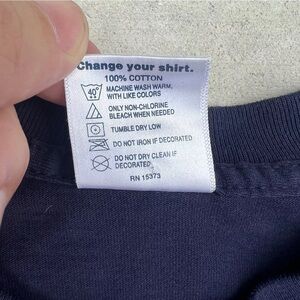 Change your shirt.
100% COTTON
40°
MACHINE WASH WARM,
WITH LIKE COLORS
ONLY NON-CHLORINE
BLEACH WHEN NEEDED
TUMBLE DRY LOW
DO NOT IRON IF DECORATED
DO NOT DRY CLEAN IF
DECORATED
RN 15373